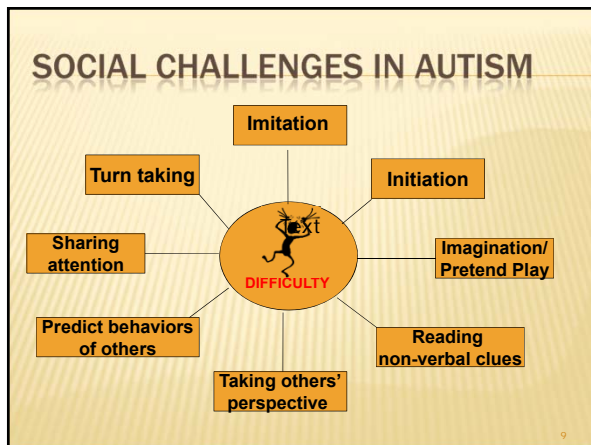 SOCIAL CHALLENGES IN AUTISM
Imitation
Turn taking
Initiation
Text
Sharing
attention
Imagination/
Pretend Play
DIFFICULTY
Predict behaviors
of others
Reading
non-verbal clues
Taking others’
perspective
9